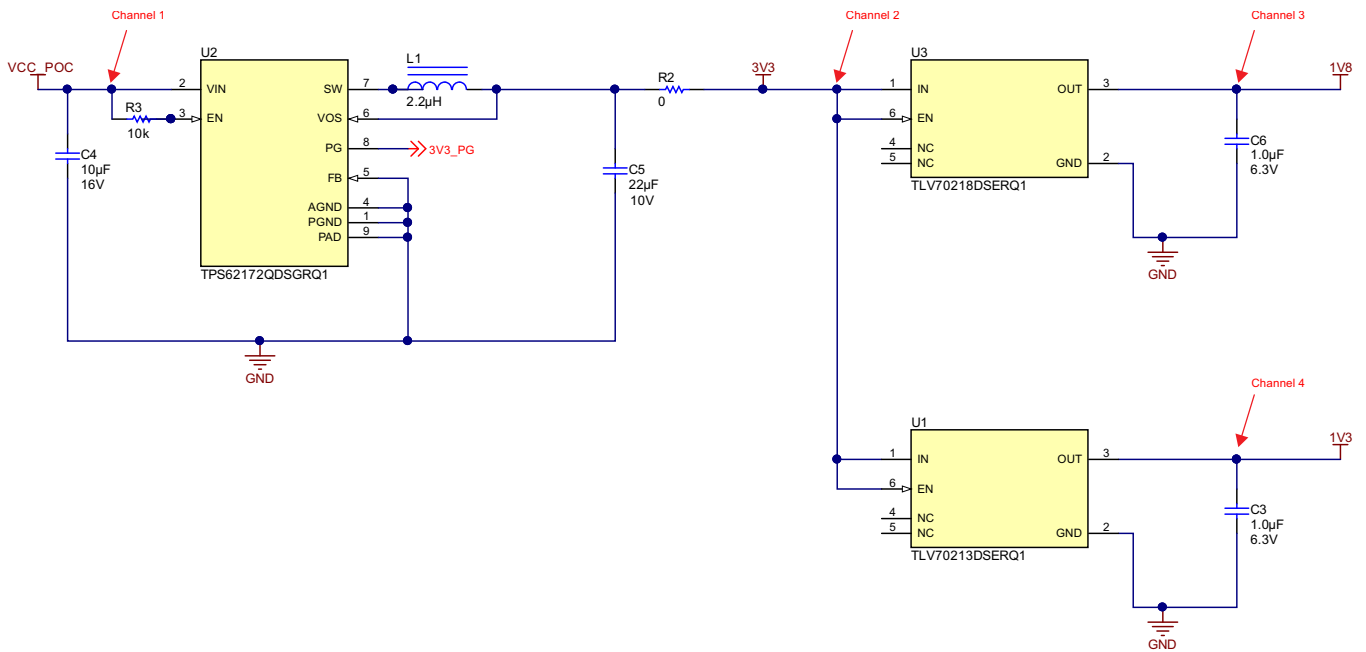 Channel 1
Channel 2
Channel 3
VCC_POC
U2
L1
2.2µH
R2
0
3V3
U3
1V8
2
VIN
SW
7
1
IN
OUT
3
R3
10k
3
EN
VOS
6
6
EN
PG
8
3V3_PG
4
NC
5
NC
GND
2
C4
10µF
16V
FB
5
C5
22µF
10V
C6
1.0µF
6.3V
AGND
4
PGND
1
PAD
9
TLV70218DSERQ1
TPS62172QDSGRQ1
GND
GND
Channel 4
U1
1V3
1
IN
OUT
3
6
EN
4
NC
5
NC
GND
2
C3
1.0µF
6.3V
TLV70213DSERQ1
GND